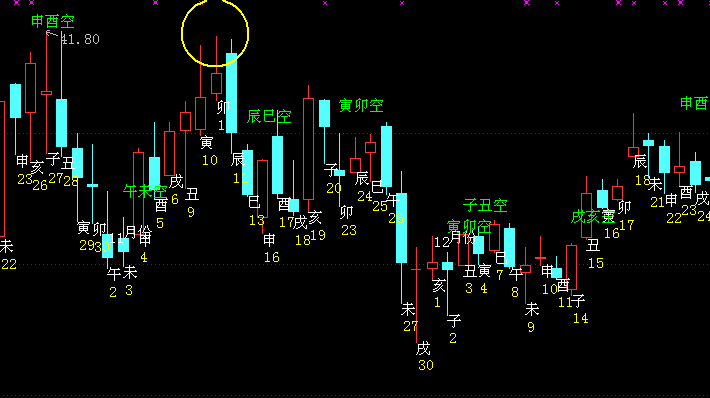 申酉空
41.80
未
22
申
23
亥
26
子
27
丑
28
寅
29
卯
午
2
未
3
11月份
午未空
申
4
酉
5
戌
6
丑
9
寅
10
卯
1
辰
辰巳空
巳
13
申
16
酉
17
戌
18
亥
19
子
20
寅卯空
卯
23
辰
24
巳
25
午
26
未
27
戌
30
亥
1
子
2
12月份
寅卯空
子丑空
丑
3
寅
4
巳
7
午
8
未
9
申
10
酉
11
子
14
戌亥空
丑
15
寅
16
卯
17
辰
18
未
21
申
22
酉
23
戌
24
申酉